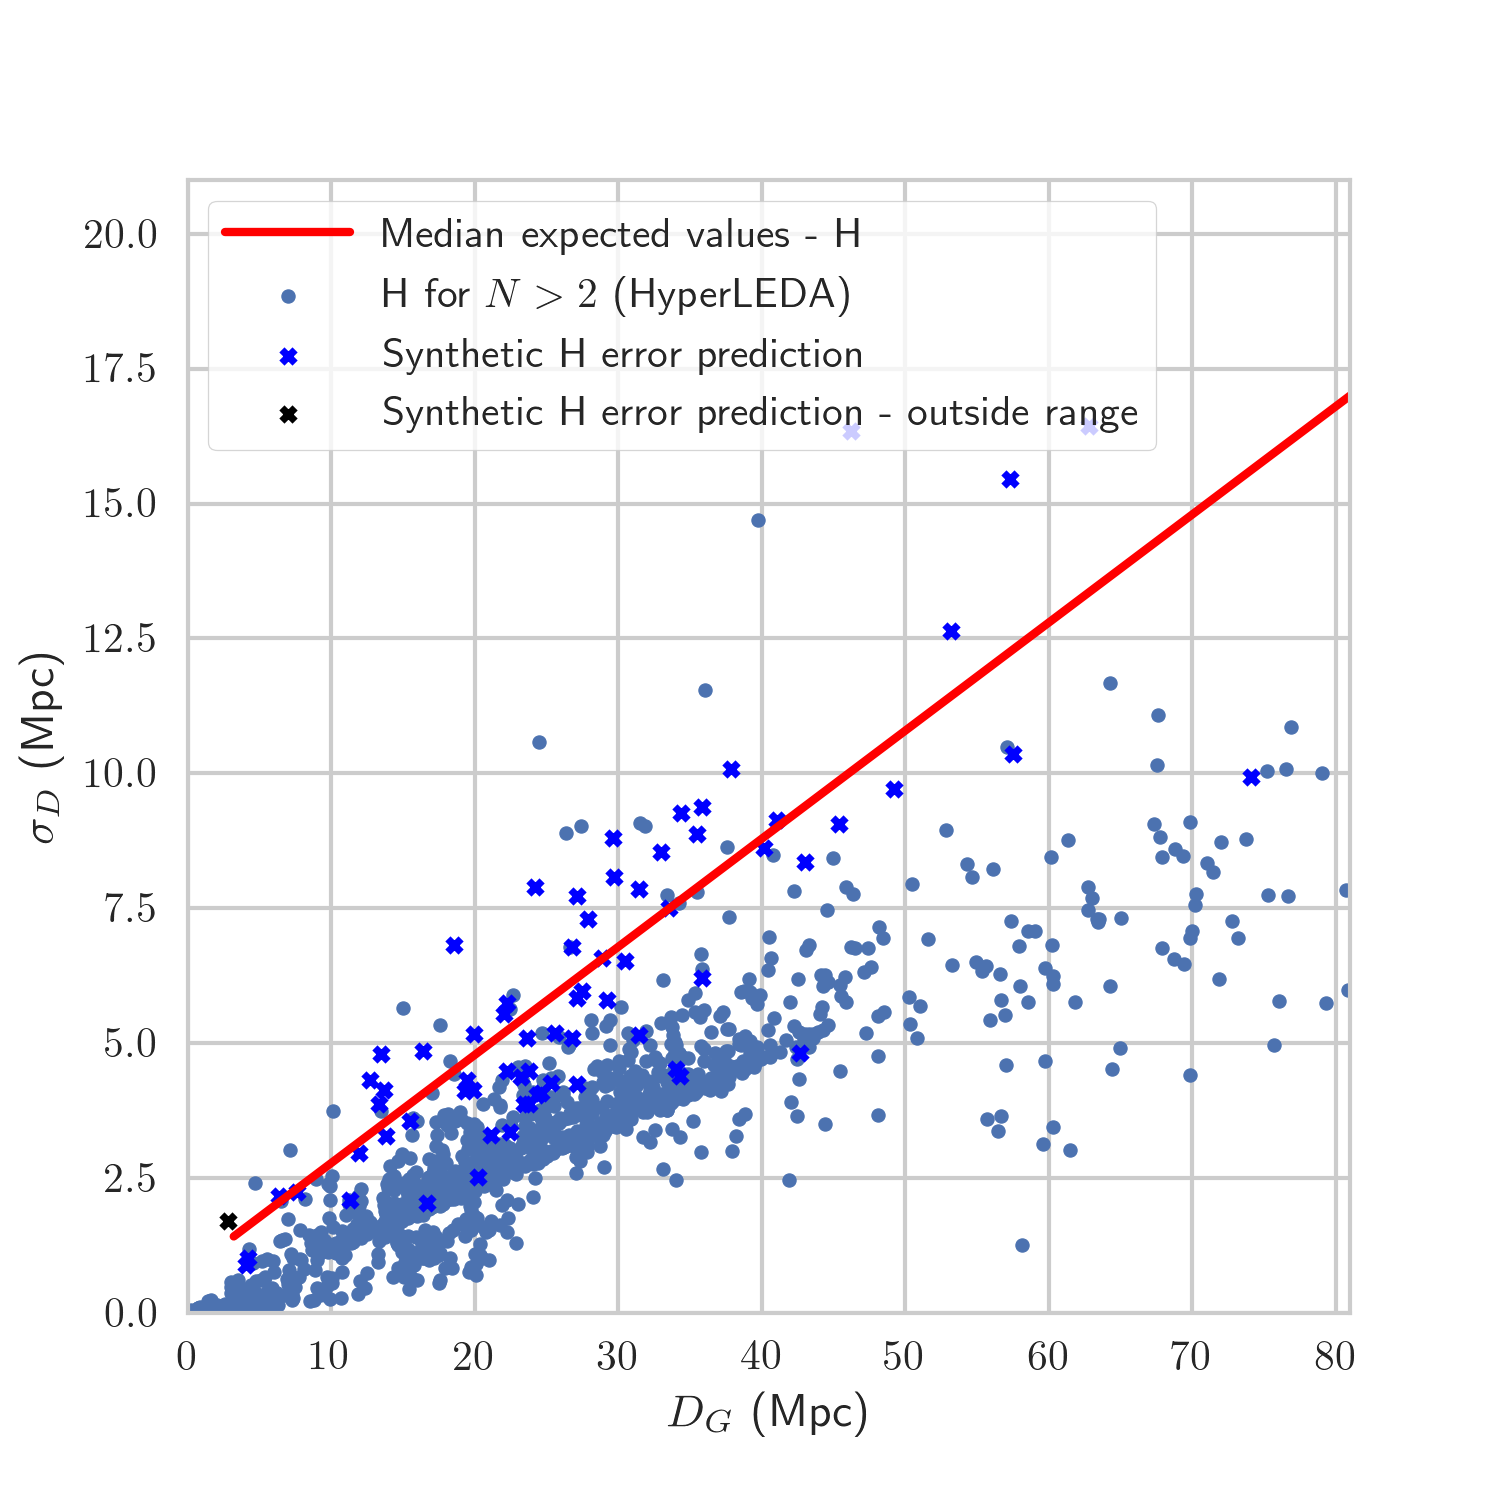 Median expected values - H
H for N > 2 (HyperLEDA)
Synthetic H error prediction
Synthetic H error prediction - outside range
20.0
17.5
15.0
12.5
10.0
7.5
5.0
2.5
0.0
σ_D (Mpc)
0 10 20 30 40 50 60 70 80
D_G (Mpc)